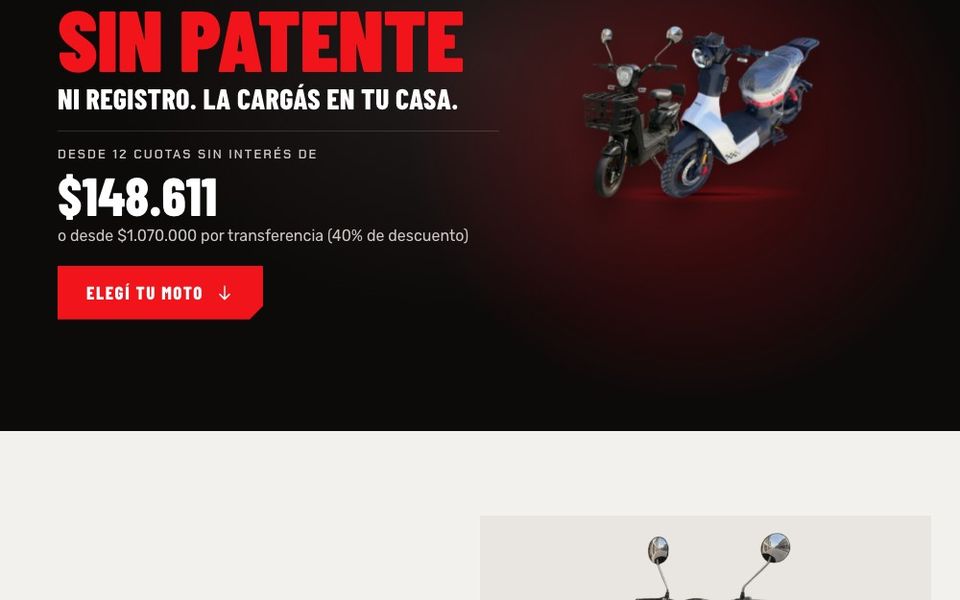 SIN PATENTE
NI REGISTRO. LA CARGÁS EN TU CASA.
DESDE 12 CUOTAS SIN INTERÉS DE
$148.611
o desde $1.070.000 por transferencia (40% de descuento)
ELEGÍ TU MOTO ↓